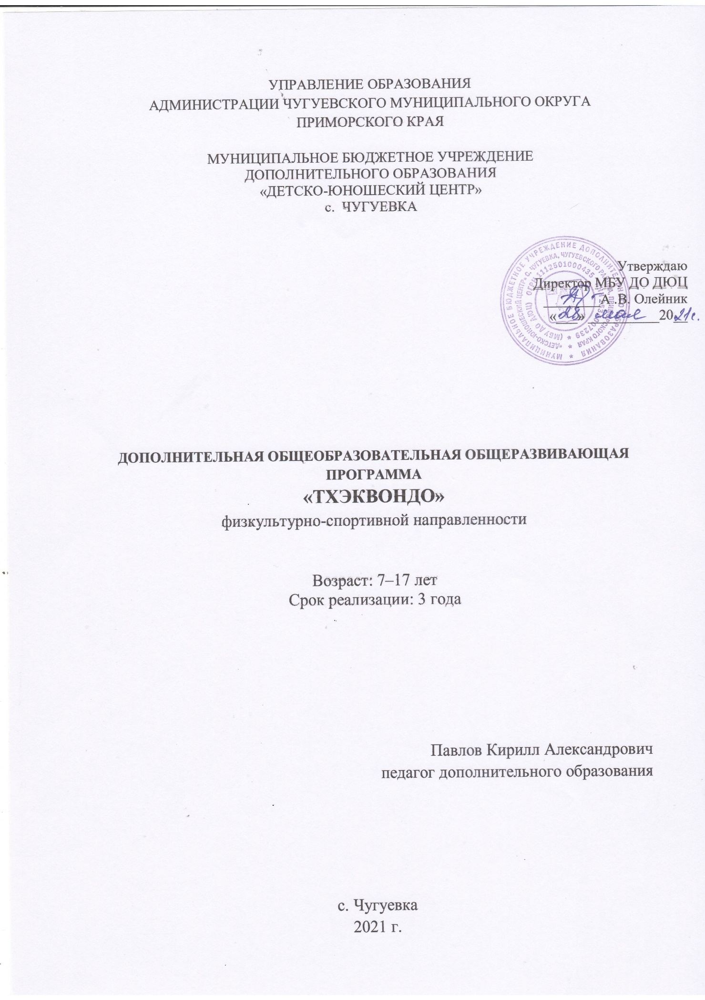 УПРАВЛЕНИЕ ОБРАЗОВАНИЯ
АДМИНИСТРАЦИИ ЧУГУЕВСКОГО МУНИЦИПАЛЬНОГО ОКРУГА
ПРИМОРСКОГО КРАЯ
МУНИЦИПАЛЬНОЕ БЮДЖЕТНОЕ УЧРЕЖДЕНИЕ
ДОПОЛНИТЕЛЬНОГО ОБРАЗОВАНИЯ
«ДЕТСКО-ЮНОШЕСКИЙ ЦЕНТР»
с. ЧУГУЕВКА
МУНИЦИПАЛЬНОЕ БЮДЖЕТНОЕ УЧРЕЖДЕНИЕ ДОПОЛНИТЕЛЬНОГО ОБРАЗОВАНИЯ *
«ДЕТСКО-ЮНОШЕСКИЙ ЦЕНТР» С. ЧУГУЕВКА, ЧУГУЕВСКОГО РАЙОНА, ПРИМОРСКОГО КРАЯ *
(МБУ ДО ДЮЦ) ОГРН 1112501000435
Утверждаю
Директор МБУ ДО ДЮЦ
________А .В. Олейник
«28» мая 2021г.
ДОПОЛНИТЕЛЬНАЯ ОБЩЕОБРАЗОВАТЕЛЬНАЯ ОБЩЕРАЗВИВАЮЩАЯ
ПРОГРАММА
«ТХЭКВОНДО»
физкультурно-спортивной направленности
Возраст: 7–17 лет
Срок реализации: 3 года
Павлов Кирилл Александрович
педагог дополнительного образования
с. Чугуевка
2021 г.